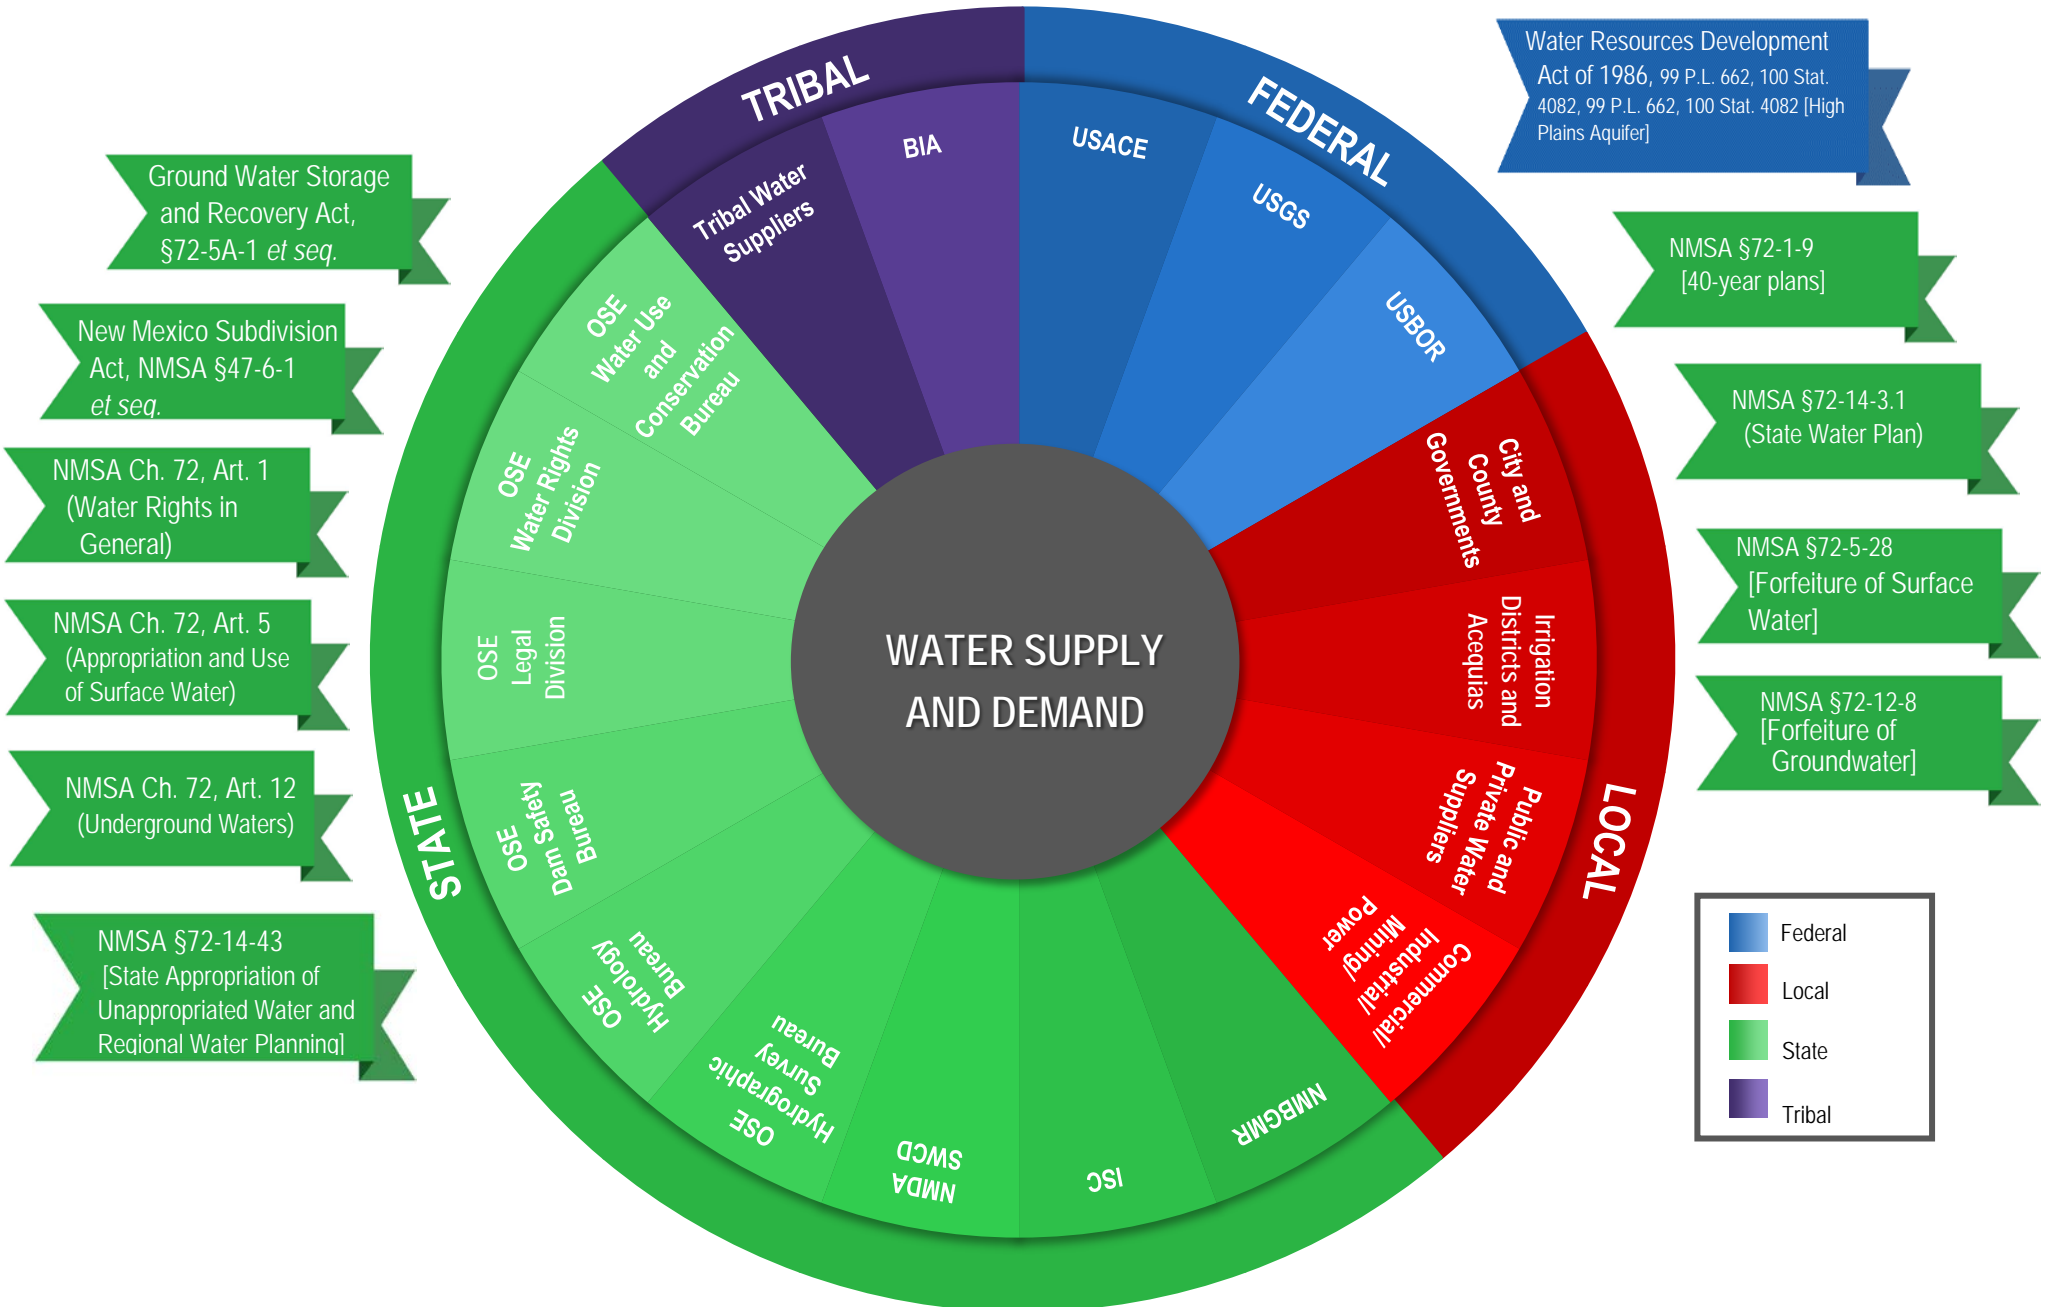 TRIBAL
FEDERAL
LOCAL
STATE
BIA
Tribal Water
Suppliers
USACE
USGS
USBOR
City and
County
Governments
Irrigation
Districts and
Acequias
Public and
Private Water
Suppliers
Commercial/
Industrial/
Mining/
Power
NMBGMR
ISC
NMDA
SWCD
OSE
Hydrographic
Survey
Bureau
OSE
Hydrology
Bureau
OSE
Dam Safety
Bureau
OSE
Legal
Division
OSE
Water Rights
Division
OSE
Water Use
and
Conservation
Bureau
WATER SUPPLY
AND DEMAND
Ground Water Storage
and Recovery Act,
§72-5A-1 et seq.
New Mexico Subdivision
Act, NMSA §47-6-1
et seq.
NMSA Ch. 72, Art. 1
(Water Rights in
General)
NMSA Ch. 72, Art. 5
(Appropriation and Use
of Surface Water)
NMSA Ch. 72, Art. 12
(Underground Waters)
NMSA §72-14-43
[State Appropriation of
Unappropriated Water and
Regional Water Planning]
Water Resources Development
Act of 1986, 99 P.L. 662, 100 Stat.
4082, 99 P.L. 662, 100 Stat. 4082 [High
Plains Aquifer]
NMSA §72-1-9
[40-year plans]
NMSA §72-14-3.1
(State Water Plan)
NMSA §72-5-28
[Forfeiture of Surface
Water]
NMSA §72-12-8
[Forfeiture of
Groundwater]
Federal
Local
State
Tribal